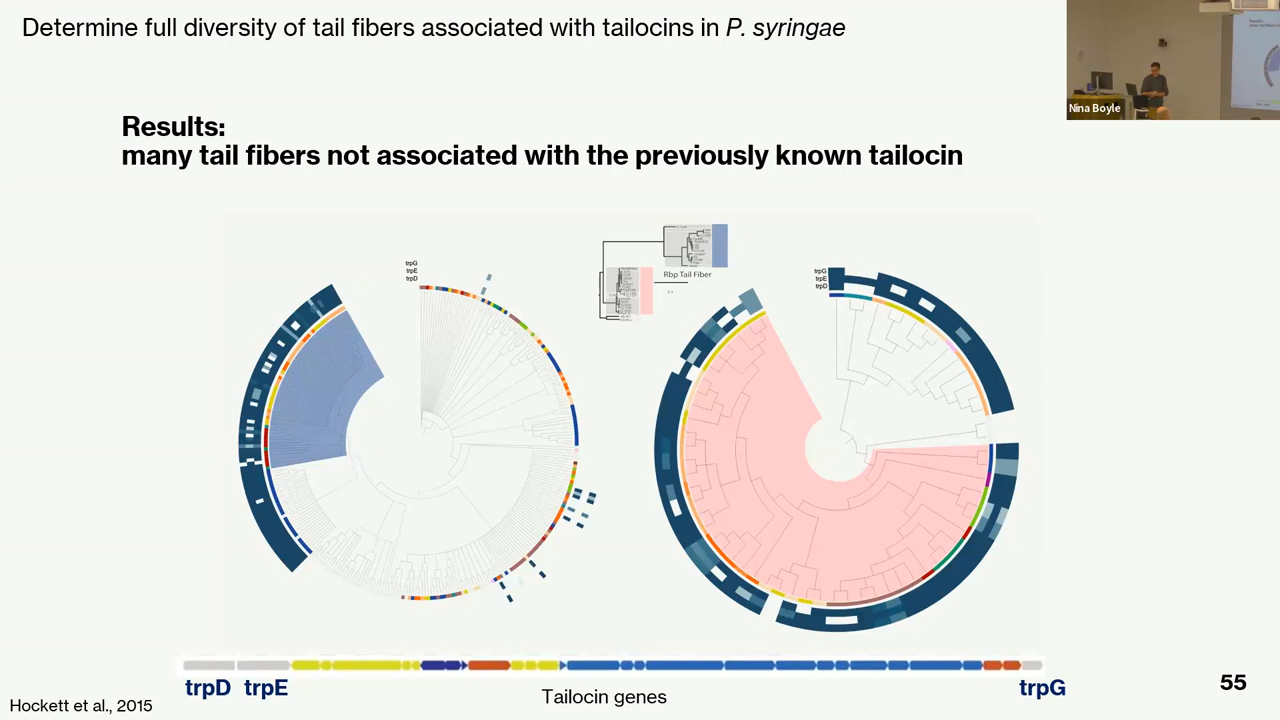 Determine full diversity of tail fibers associated with tailocins in P. syringae
Nina Boyle
Results:
many tail fibers not associated with the previously known tailocin
trpG
trpE
trpD
Rbp Tail Fiber
trpG
trpE
trpD
trpD trpE
trpG
Tailocin genes
Hockett et al., 2015
55